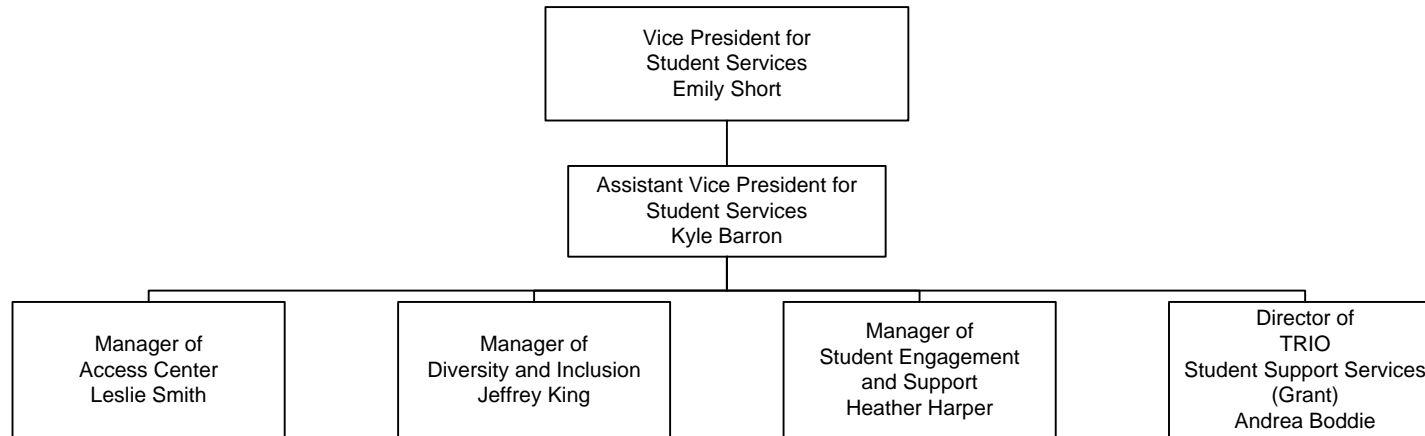 Vice President for
Student Services
Emily Short
Assistant Vice President for
Student Services
Kyle Barron
Manager of
Access Center
Leslie Smith
Manager of
Diversity and Inclusion
Jeffrey King
Manager of
Student Engagement
and Support
Heather Harper
Director of
TRIO
Student Support Services
(Grant)
Andrea Boddie